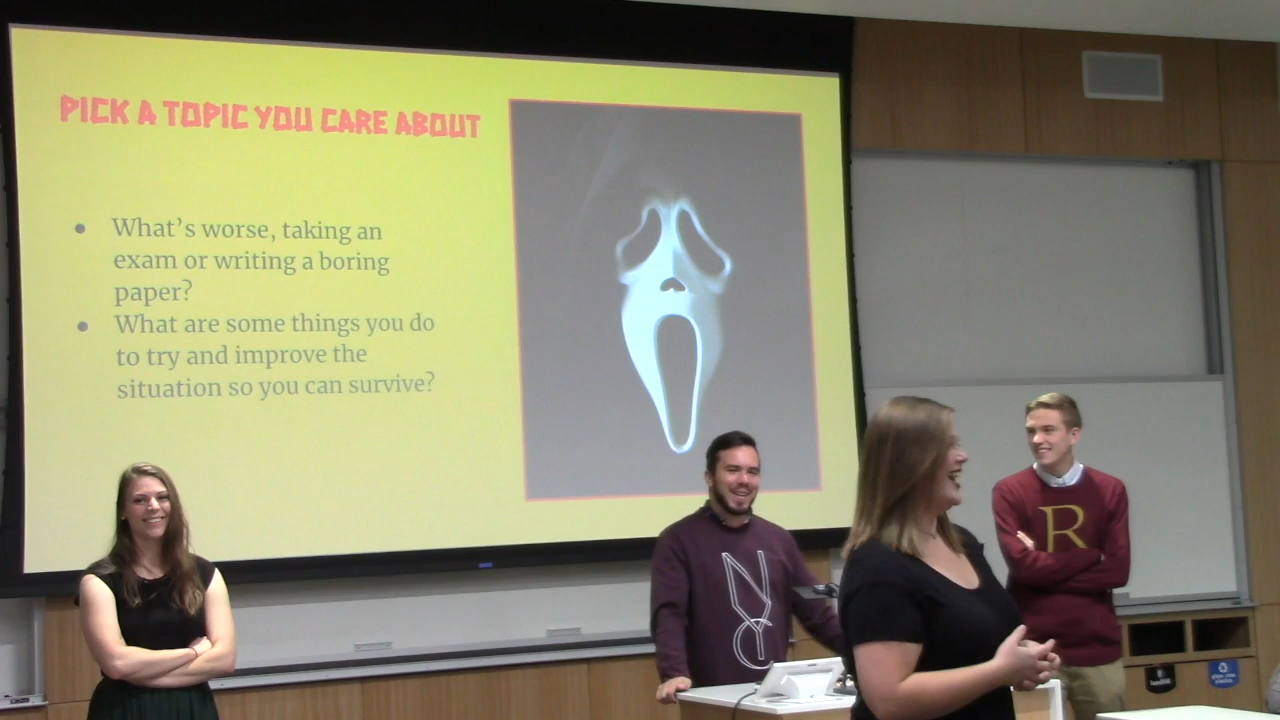 PICK A TOPIC YOU CARE ABOUT
• What's worse, taking an
exam or writing a boring
paper?
• What are some things you do
to try and improve the
situation so you can survive?
NYC
R